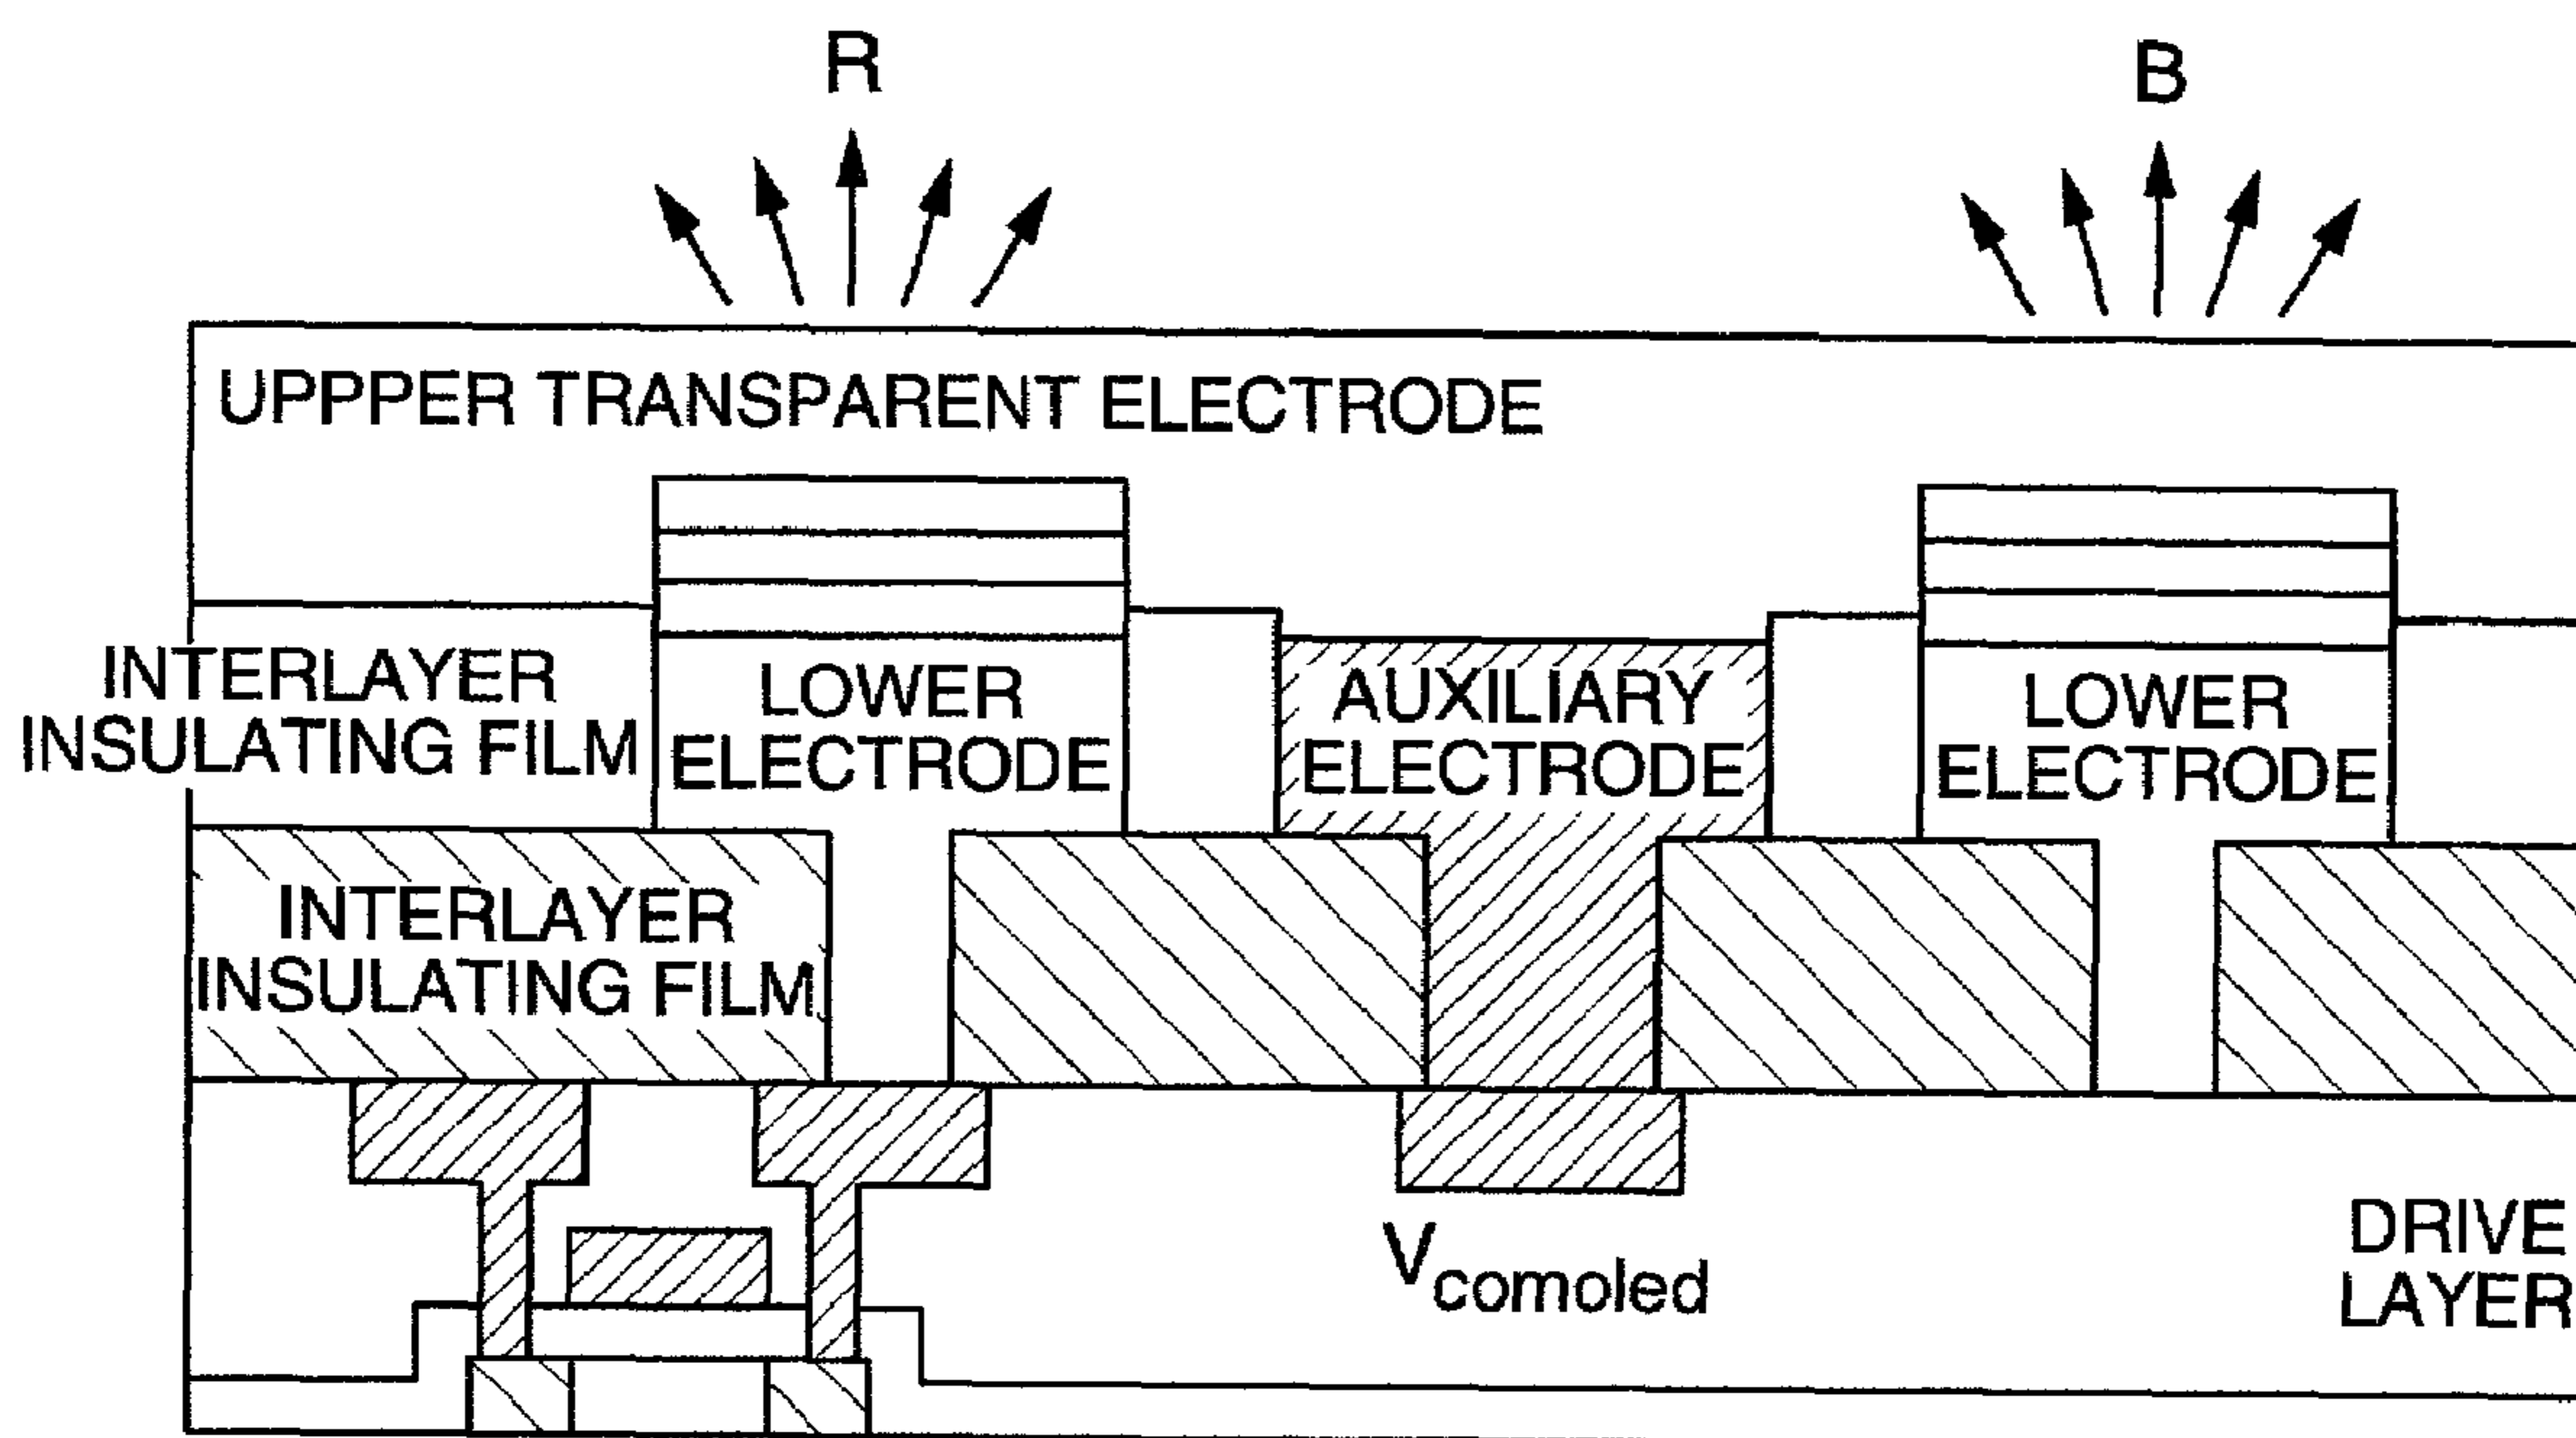 R
B
UPPPER TRANSPARENT ELECTRODE
INTERLAYER
INSULATING FILM
LOWER
ELECTRODE
AUXILIARY
ELECTRODE
LOWER
ELECTRODE
INTERLAYER
INSULATING FILM
Vcomoled
DRIVE
LAYER